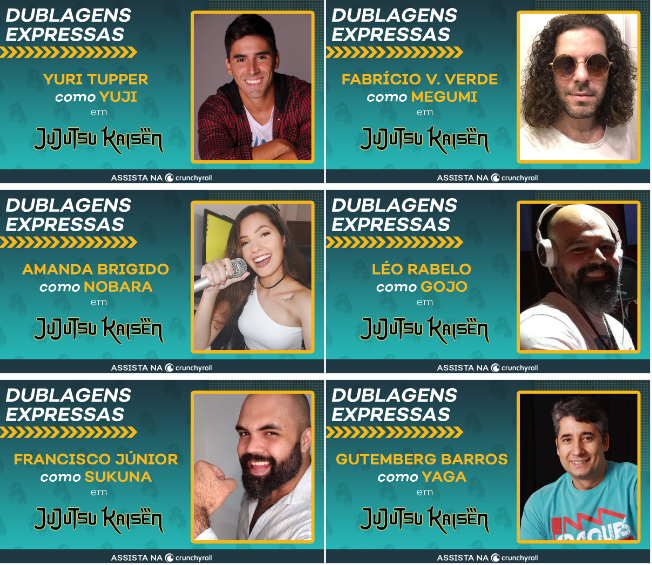 DUBLAGENS
EXPRESSAS
YURI TUPPER
como YUJI
em
JUJUTSU KAISEN
ASSISTA NA crunchyroll
DUBLAGENS
EXPRESSAS
FABRÍCIO V. VERDE
como MEGUMI
em
JUJUTSU KAISEN
ASSISTA NA crunchyroll
DUBLAGENS
EXPRESSAS
AMANDA BRIGIDO
como NOBARA
em
JUJUTSU KAISEN
ASSISTA NA crunchyroll
DUBLAGENS
EXPRESSAS
LÉO RABELO
como GOJO
em
JUJUTSU KAISEN
ASSISTA NA crunchyroll
DUBLAGENS
EXPRESSAS
FRANCISCO JÚNIOR
como SUKUNA
em
JUJUTSU KAISEN
ASSISTA NA crunchyroll
DUBLAGENS
EXPRESSAS
GUTEMBERG BARROS
como YAGA
em
JUJUTSU KAISEN
ASSISTA NA crunchyroll